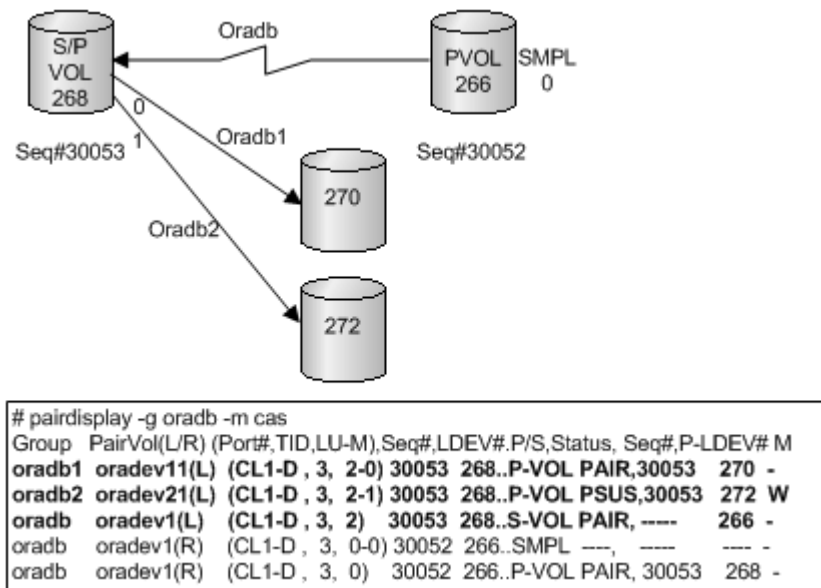 Oradb
S/P
VOL
268
PVOL
266
SMPL
0
0
1
Seq#30053
Oradb1
Seq#30052
270
Oradb2
272
# pairdisplay -g oradb -m cas
Group PairVol(L/R) (Port#,TID,LU-M),Seq#,LDEV#.P/S,Status, Seq#,P-LDEV# M
oradb1 oradev11(L) (CL1-D , 3, 2-0) 30053 268..P-VOL PAIR,30053 270 -
oradb2 oradev21(L) (CL1-D , 3, 2-1) 30053 268..P-VOL PSUS,30053 272 W
oradb oradev1(L) (CL1-D , 3, 2) 30053 268..S-VOL PAIR, ----- 266 -
oradb oradev1(R) (CL1-D , 3, 0-0) 30052 266..SMPL ----, ----- ---- -
oradb oradev1(R) (CL1-D , 3, 0) 30052 266..P-VOL PAIR, 30053 268 -